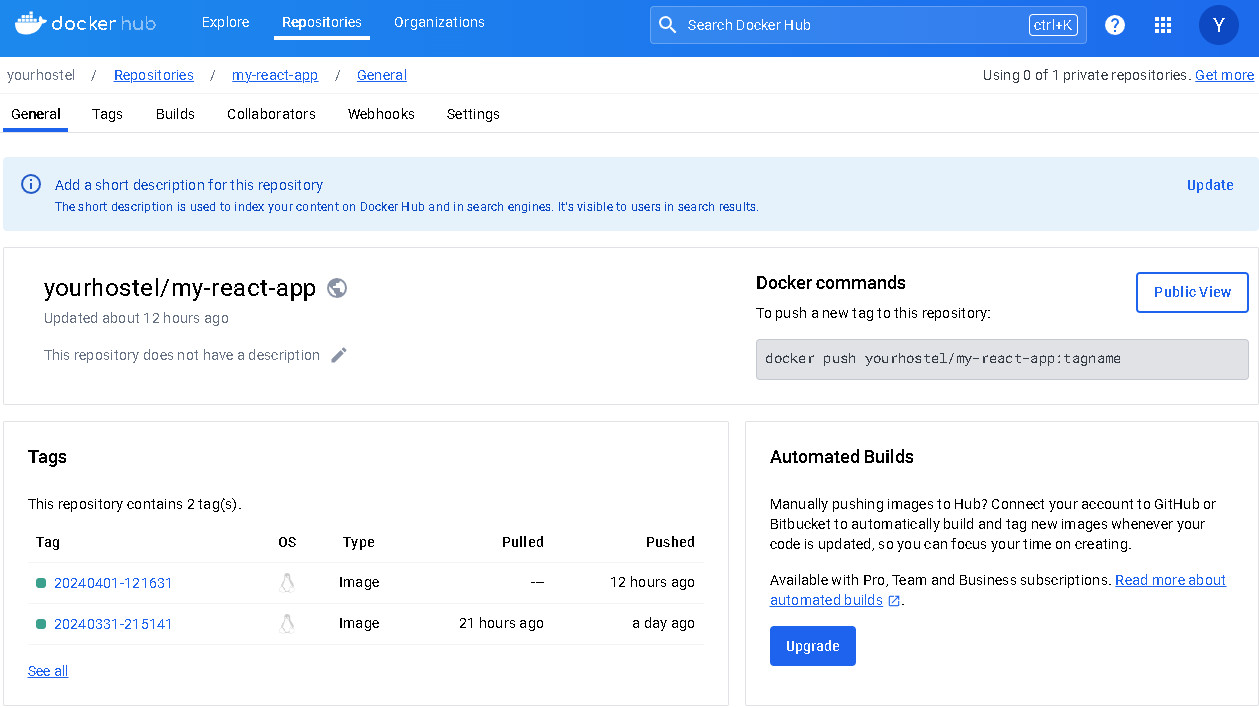 docker hub
Explore
Repositories
Organizations
Search Docker Hub
ctrl+K
?
Y
yourhostel / Repositories / my-react-app / General
Using 0 of 1 private repositories. Get more
General
Tags
Builds
Collaborators
Webhooks
Settings
Add a short description for this repository
The short description is used to index your content on Docker Hub and in search engines. It's visible to users in search results.
Update
yourhostel/my-react-app
Updated about 12 hours ago
This repository does not have a description
Docker commands
Public View
To push a new tag to this repository:
docker push yourhostel/my-react-app:tagname
Tags
This repository contains 2 tag(s).
Tag OS Type Pulled Pushed
20240401-121631 Image --- 12 hours ago
20240331-215141 Image 21 hours ago a day ago
See all
Automated Builds
Manually pushing images to Hub? Connect your account to GitHub or
Bitbucket to automatically build and tag new images whenever your
code is updated, so you can focus your time on creating.
Available with Pro, Team and Business subscriptions. Read more about
automated builds .
Upgrade